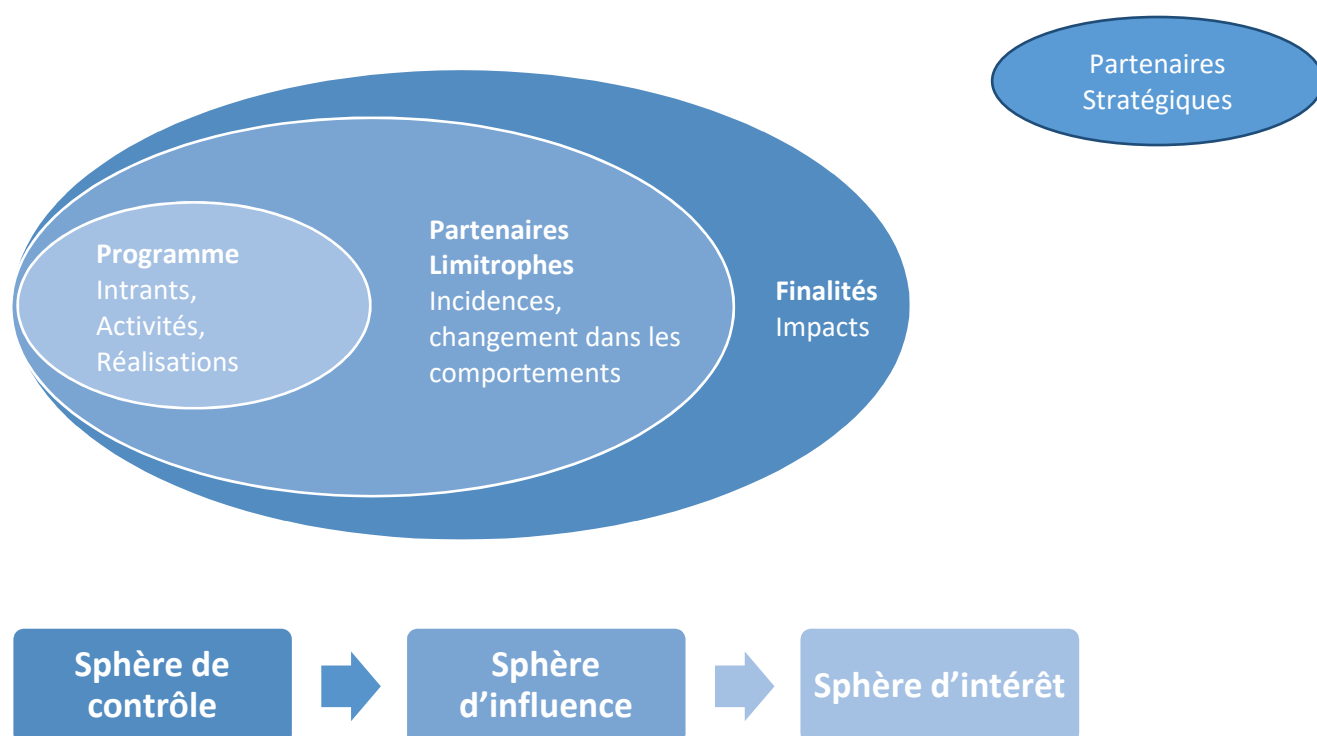 Partenaires
Stratégiques
Programme
Intrants,
Activités,
Réalisations
Partenaires
Limitrophes
Incidences,
changement dans les
comportements
Finalités
Impacts
Sphère de
contrôle
Sphère
d’influence
Sphère d’intérêt